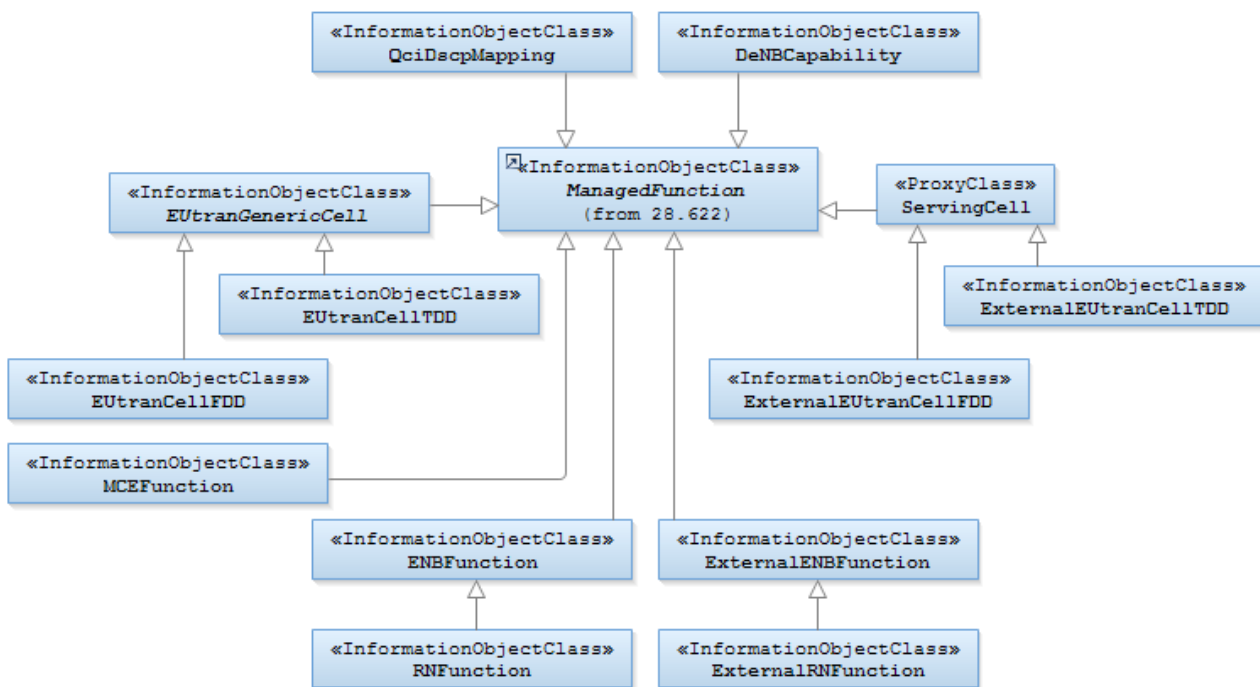 «InformationObjectClass»
QciDscpMapping
«InformationObjectClass»
DeNBCapability
«InformationObjectClass»
ManagedFunction
(from 28.622)
«InformationObjectClass»
EUtranGenericCell
«ProxyClass»
ServingCell
«InformationObjectClass»
EUtranCellTDD
«InformationObjectClass»
ExternalEUtranCellTDD
«InformationObjectClass»
EUtranCellFDD
«InformationObjectClass»
ExternalEUtranCellFDD
«InformationObjectClass»
MCEFunction
«InformationObjectClass»
ENBFunction
«InformationObjectClass»
ExternalENBFunction
«InformationObjectClass»
RNFunction
«InformationObjectClass»
ExternalRNFunction